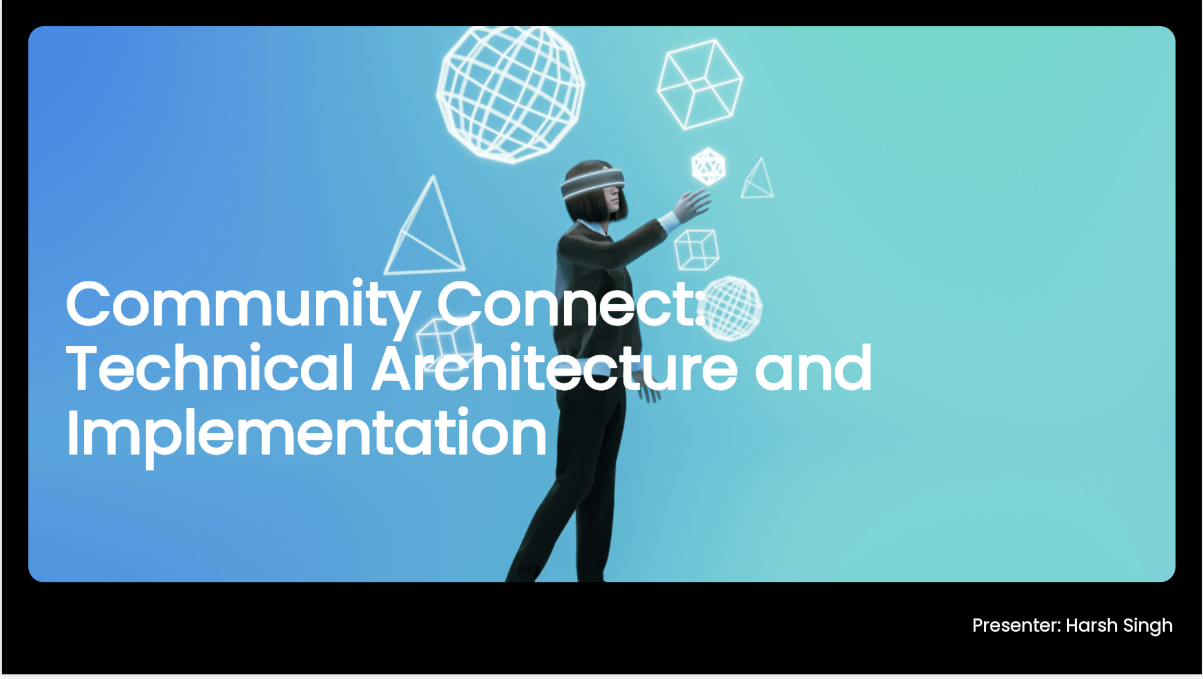 Community Connect:
Technical Architecture and
Implementation
Presenter: Harsh Singh